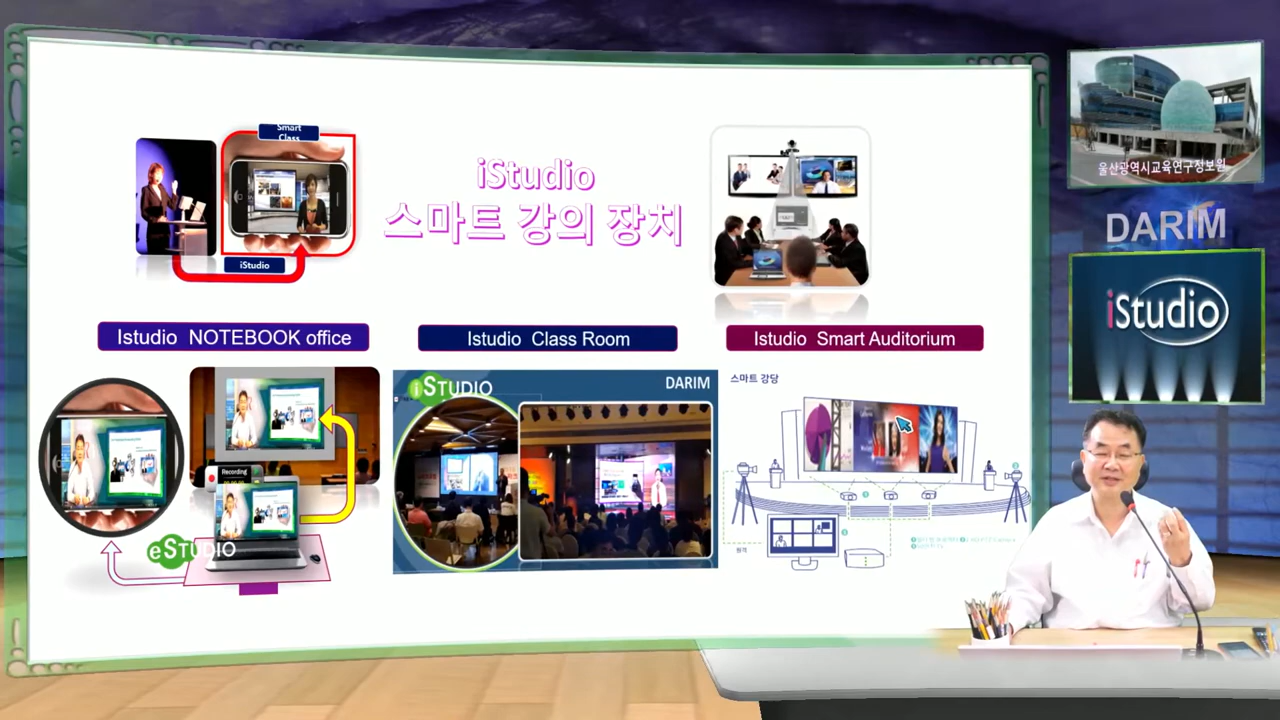 Smart
Class
iStudio
iStudio
스마트 강의 장치
울산광역시교육연구정보원
DARIM
iStudio
Istudio NOTEBOOK office
Istudio Class Room
Istudio Smart Auditorium
iSTUDIO
DARIM
스마트 강당
Recording
eSTUDIO
원격